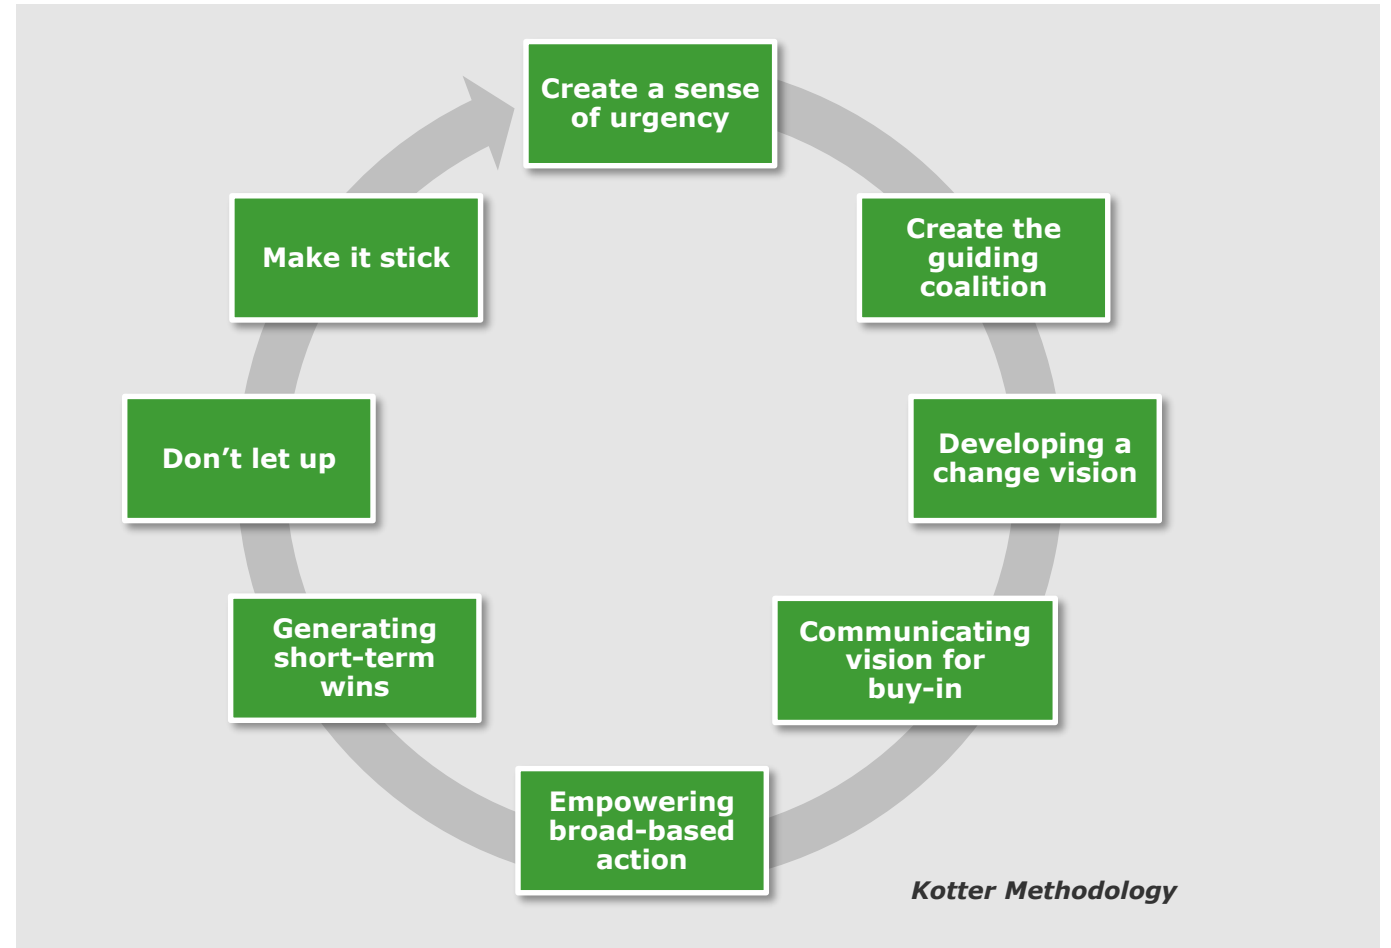 Create a sense
of urgency
Create the
guiding
coalition
Developing a
change vision
Communicating
vision for
buy-in
Empowering
broad-based
action
Generating
short-term
wins
Don’t let up
Make it stick
Kotter Methodology